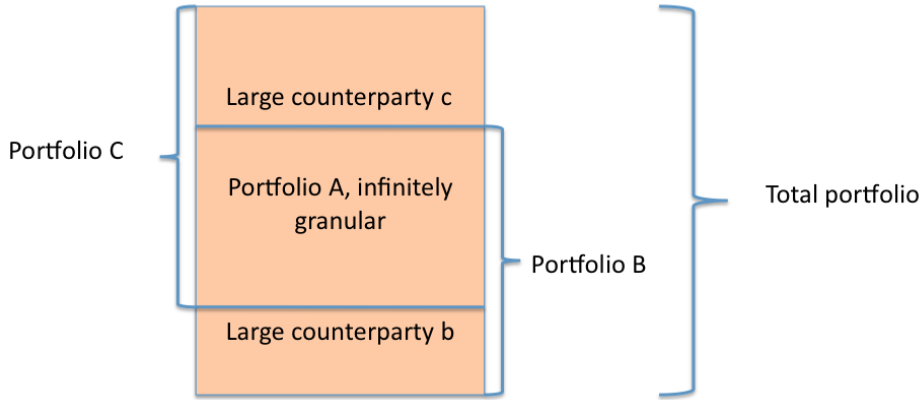 Large counterparty c
Portfolio C
Portfolio A, infinitely
granular
Total portfolio
Portfolio B
Large counterparty b